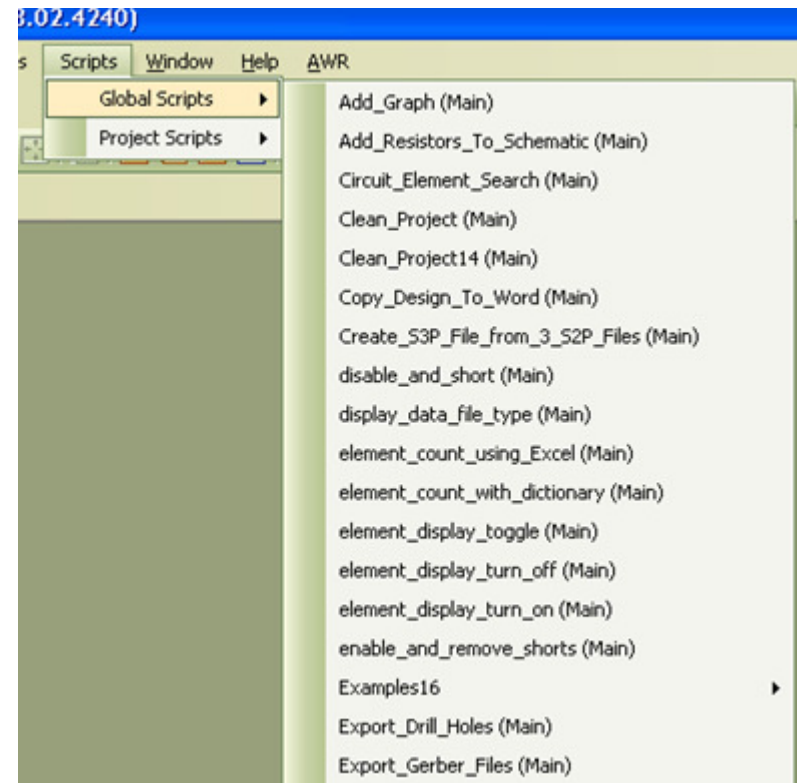 3.02.4240)
s Scripts Window Help AWR
Global Scripts
Project Scripts
Add_Graph (Main)
Add_Resistors_To_Schematic (Main)
Circuit_Element_Search (Main)
Clean_Project (Main)
Clean_Project14 (Main)
Copy_Design_To_Word (Main)
Create_S3P_File_from_3_S2P_Files (Main)
disable_and_short (Main)
display_data_file_type (Main)
element_count_using_Excel (Main)
element_count_with_dictionary (Main)
element_display_toggle (Main)
element_display_turn_off (Main)
element_display_turn_on (Main)
enable_and_remove_shorts (Main)
Examples16
Export_Drill_Holes (Main)
Export_Gerber_Files (Main)